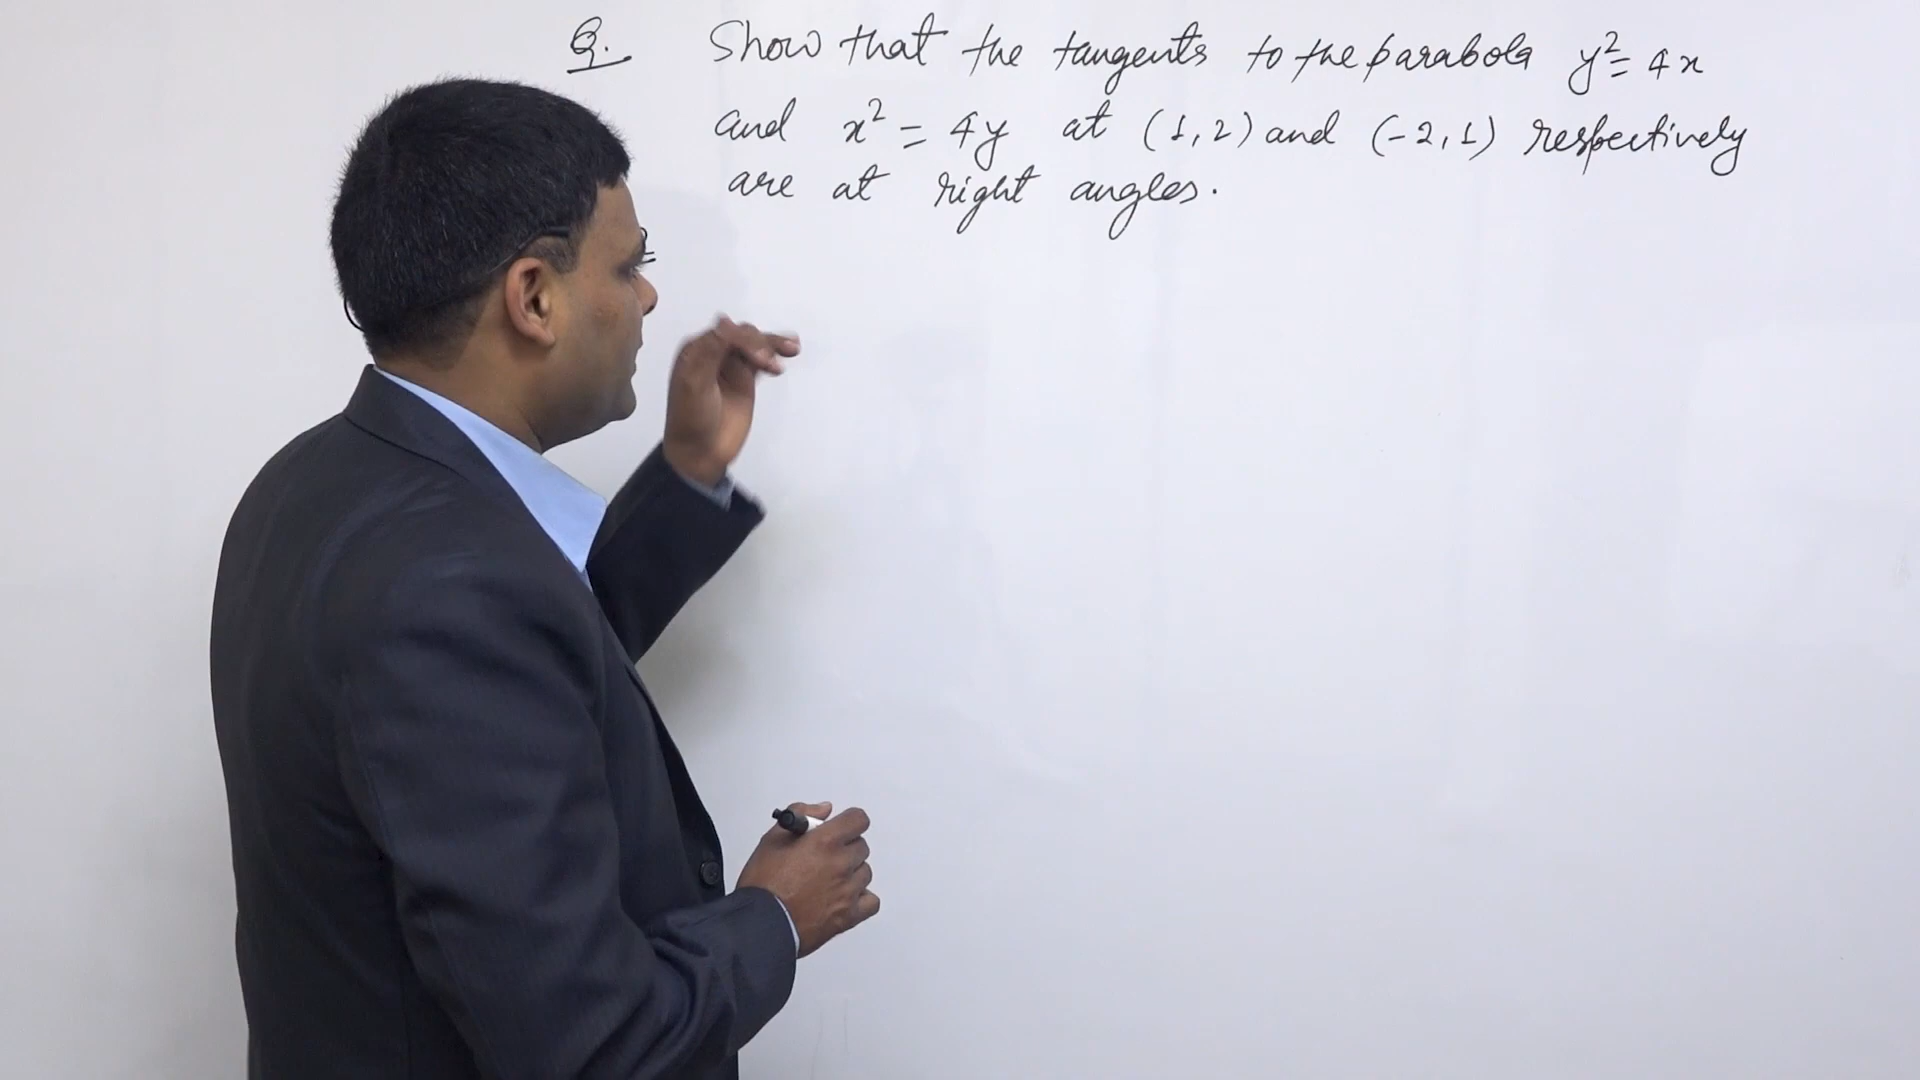 Q. Show that the tangents to the parabola y² = 4x
and x² = 4y at (1, 2) and (-2, 1) respectively
are at right angles.